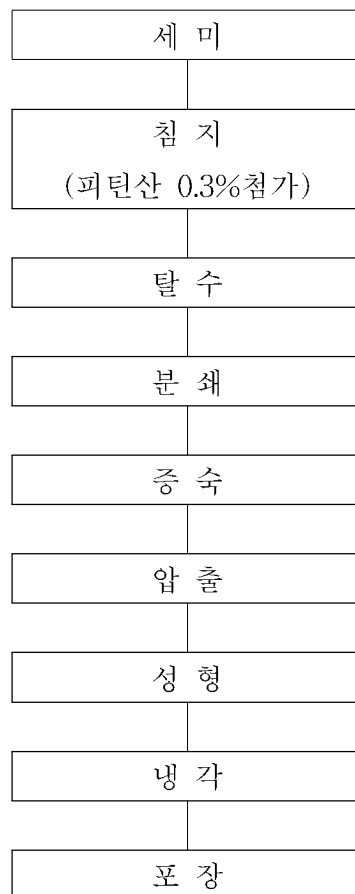 세 미
침 지
(피틴산 0.3%첨가)
탈 수
분 쇄
증 숙
압 출
성 형
냉 각
포 장